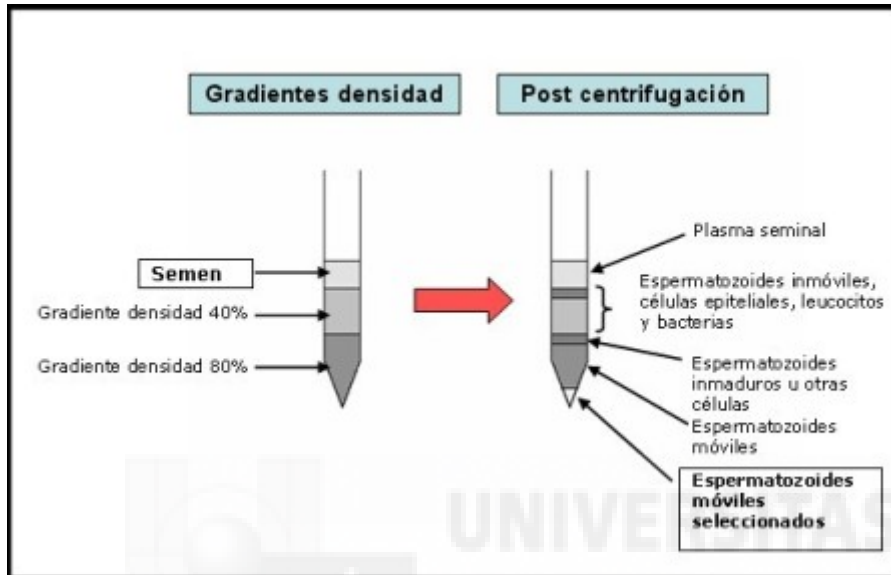 Gradientes densidad
Post centrifugación
Semen
Gradiente densidad 40%
Gradiente densidad 80%
Plasma seminal
Espermatozoides inmóviles,
células epiteliales, leucocitos
y bacterias
Espermatozoides
inmaduros u otras
células
Espermatozoides
móviles
Espermatozoides
móviles
seleccionados
UNIVERSITAS